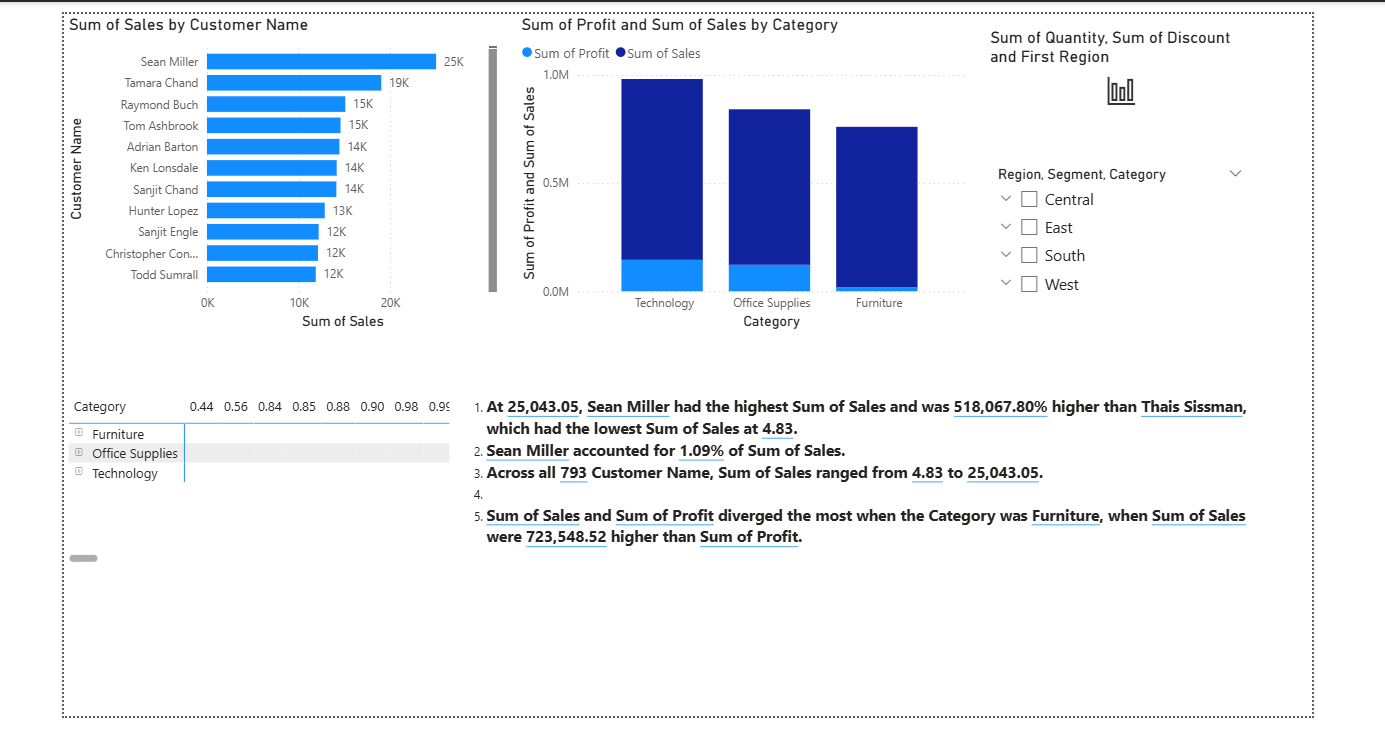 Sum of Sales by Customer Name
Customer Name
Sean Miller 25K
Tamara Chand 19K
Raymond Buch 15K
Tom Ashbrook 15K
Adrian Barton 14K
Ken Lonsdale 14K
Sanjit Chand 14K
Hunter Lopez 13K
Sanjit Engle 12K
Christopher Con... 12K
Todd Sumrall 12K
0K 10K 20K
Sum of Sales
Sum of Profit and Sum of Sales by Category
Sum of Profit Sum of Sales
Sum of Profit and Sum of Sales
1.0M
0.5M
0.0M
Technology Office Supplies Furniture
Category
Sum of Quantity, Sum of Discount
and First Region
Region, Segment, Category
Central
East
South
West
Category 0.44 0.56 0.84 0.85 0.88 0.90 0.98 0.99
Furniture
Office Supplies
Technology
1. At 25,043.05, Sean Miller had the highest Sum of Sales and was 518,067.80% higher than Thais Sissman,
which had the lowest Sum of Sales at 4.83.
2. Sean Miller accounted for 1.09% of Sum of Sales.
3. Across all 793 Customer Name, Sum of Sales ranged from 4.83 to 25,043.05.
4.
5. Sum of Sales and Sum of Profit diverged the most when the Category was Furniture, when Sum of Sales
were 723,548.52 higher than Sum of Profit.